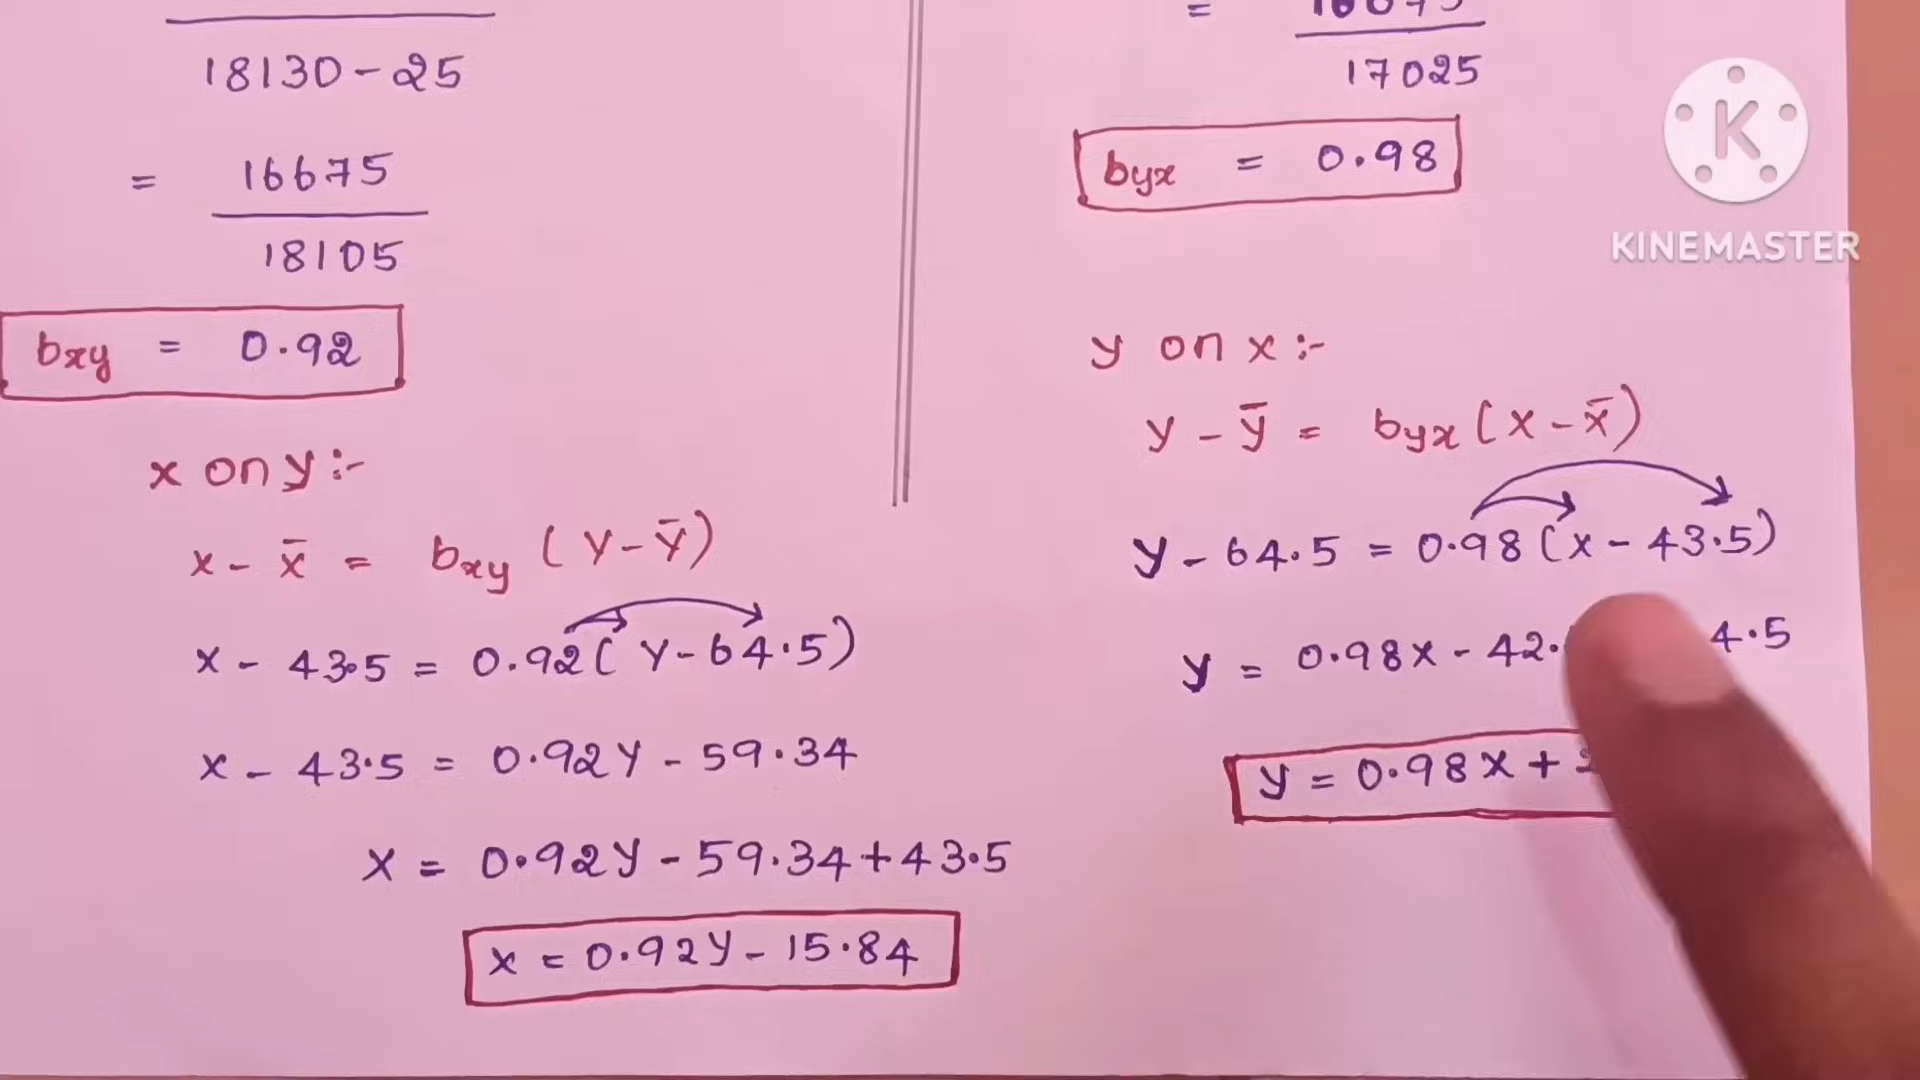 18130 - 25
= 16675
18105
bxy = 0.92
x on y :-
x - x̄ = bxy (y - ȳ)
x - 43.5 = 0.92 ( y - 64.5)
x - 43.5 = 0.92y - 59.34
x = 0.92y - 59.34 + 43.5
x = 0.92y - 15.84
=
17025
byx = 0.98
y on x :-
y - ȳ = byx (x - x̄)
y - 64.5 = 0.98 (x - 43.5)
y = 0.98x - 42. 4.5
y = 0.98x +
K
KINEMASTER